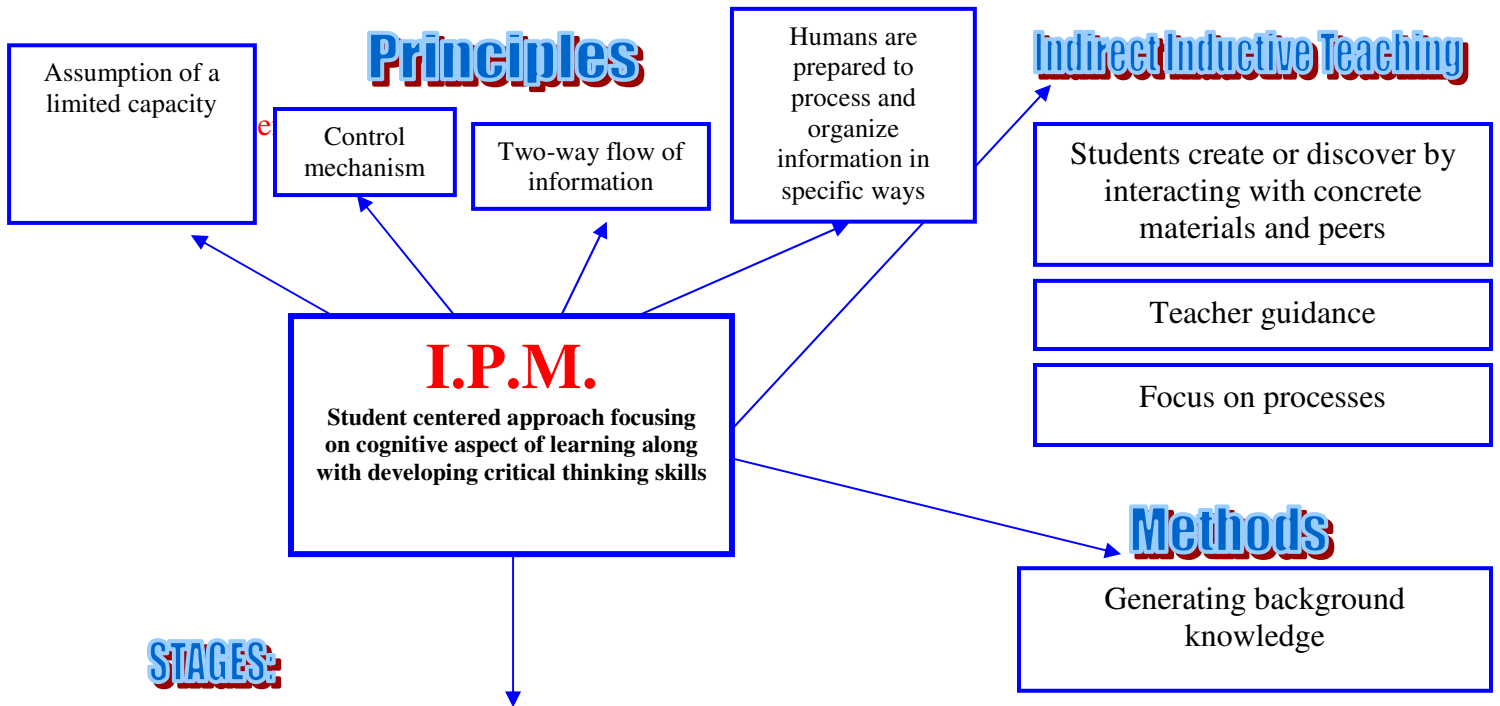 Principles
Assumption of a
limited capacity
e
Control
mechanism
Two-way flow of
information
Humans are
prepared to
process and
organize
information in
specific ways
Indirect Inductive Teaching
Students create or discover by
interacting with concrete
materials and peers
Teacher guidance
Focus on processes
I.P.M.
Student centered approach focusing
on cognitive aspect of learning along
with developing critical thinking skills
Methods
Generating background
knowledge
STAGES: